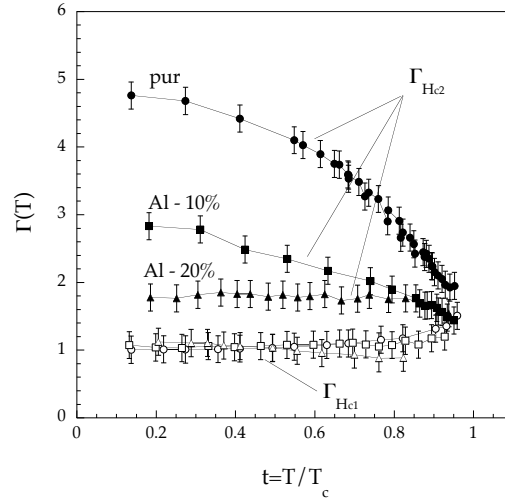 6
5
4
3
2
1
0
Γ(T)
pur
Γ_Hc2
Al - 10%
Al - 20%
Γ_Hc1
0 0.2 0.4 0.6 0.8 1
t=T/T_c